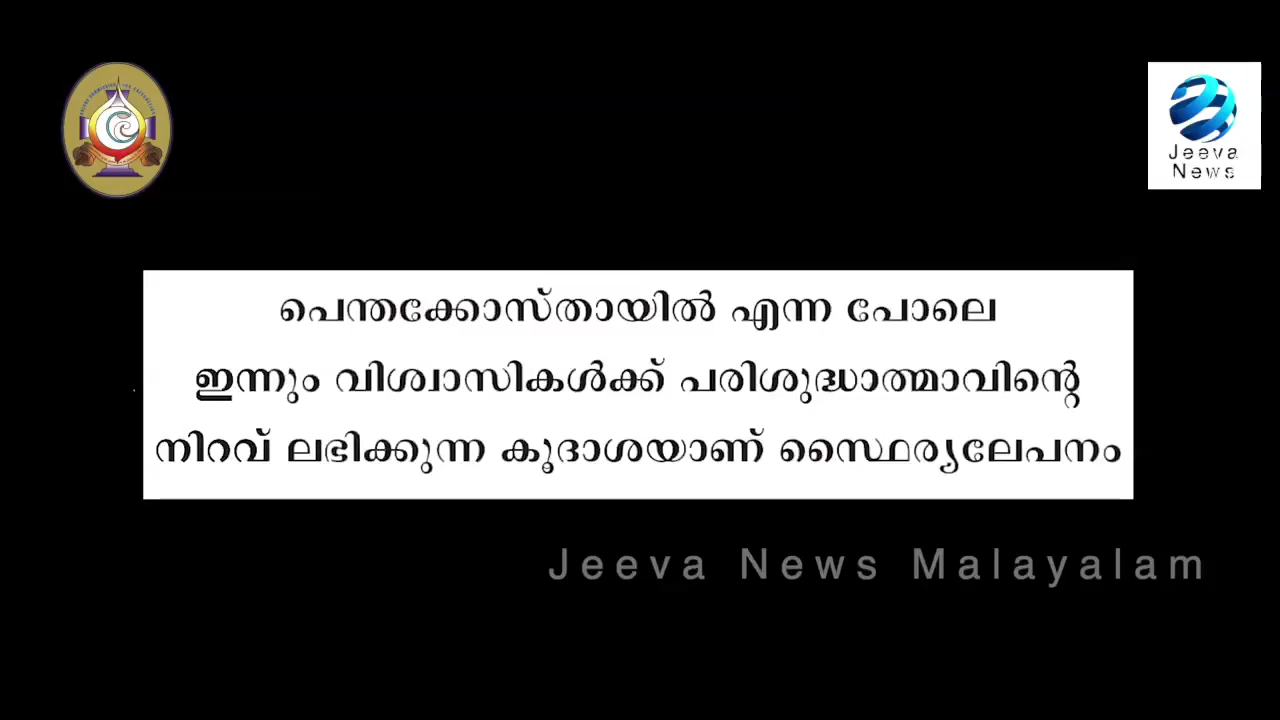 Jeeva
News
പെന്തക്കോസ്തായിൽ എന്ന പോലെ
ഇന്നും വിശ്വാസികൾക്ക് പരിശുദ്ധാത്മാവിന്റെ
നിറവ് ലഭിക്കുന്ന കൂദാശയാണ് സ്ഥൈര്യലേപനം
Jeeva News Malayalam